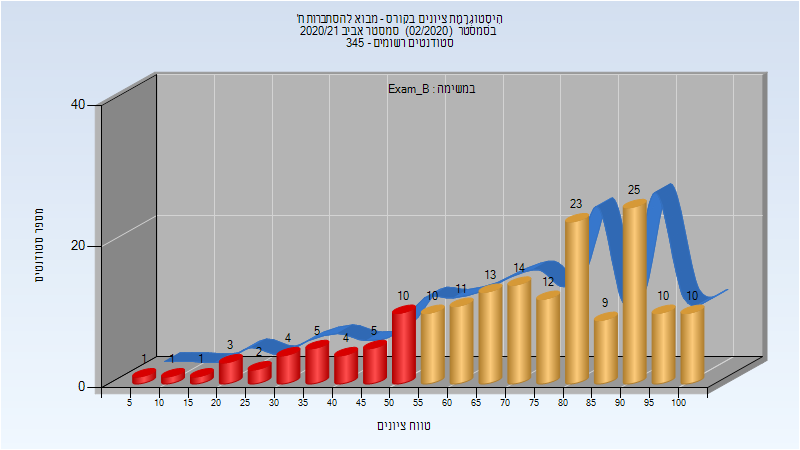 היסטוגרמת ציונים בקורס - מבוא להסתברות ח'
בסמסטר (02/2020) סמסטר אביב 2020/21
345 - סטודנטים רשומים
במשימה : Exam_B
מספר סטודנטים
40
20
0
1 1 1 3 2 4 5 4 5 10 10 11 13 14 12 23 9 25 10 10
5 10 15 20 25 30 35 40 45 50 55 60 65 70 75 80 85 90 95 100
טווח ציונים